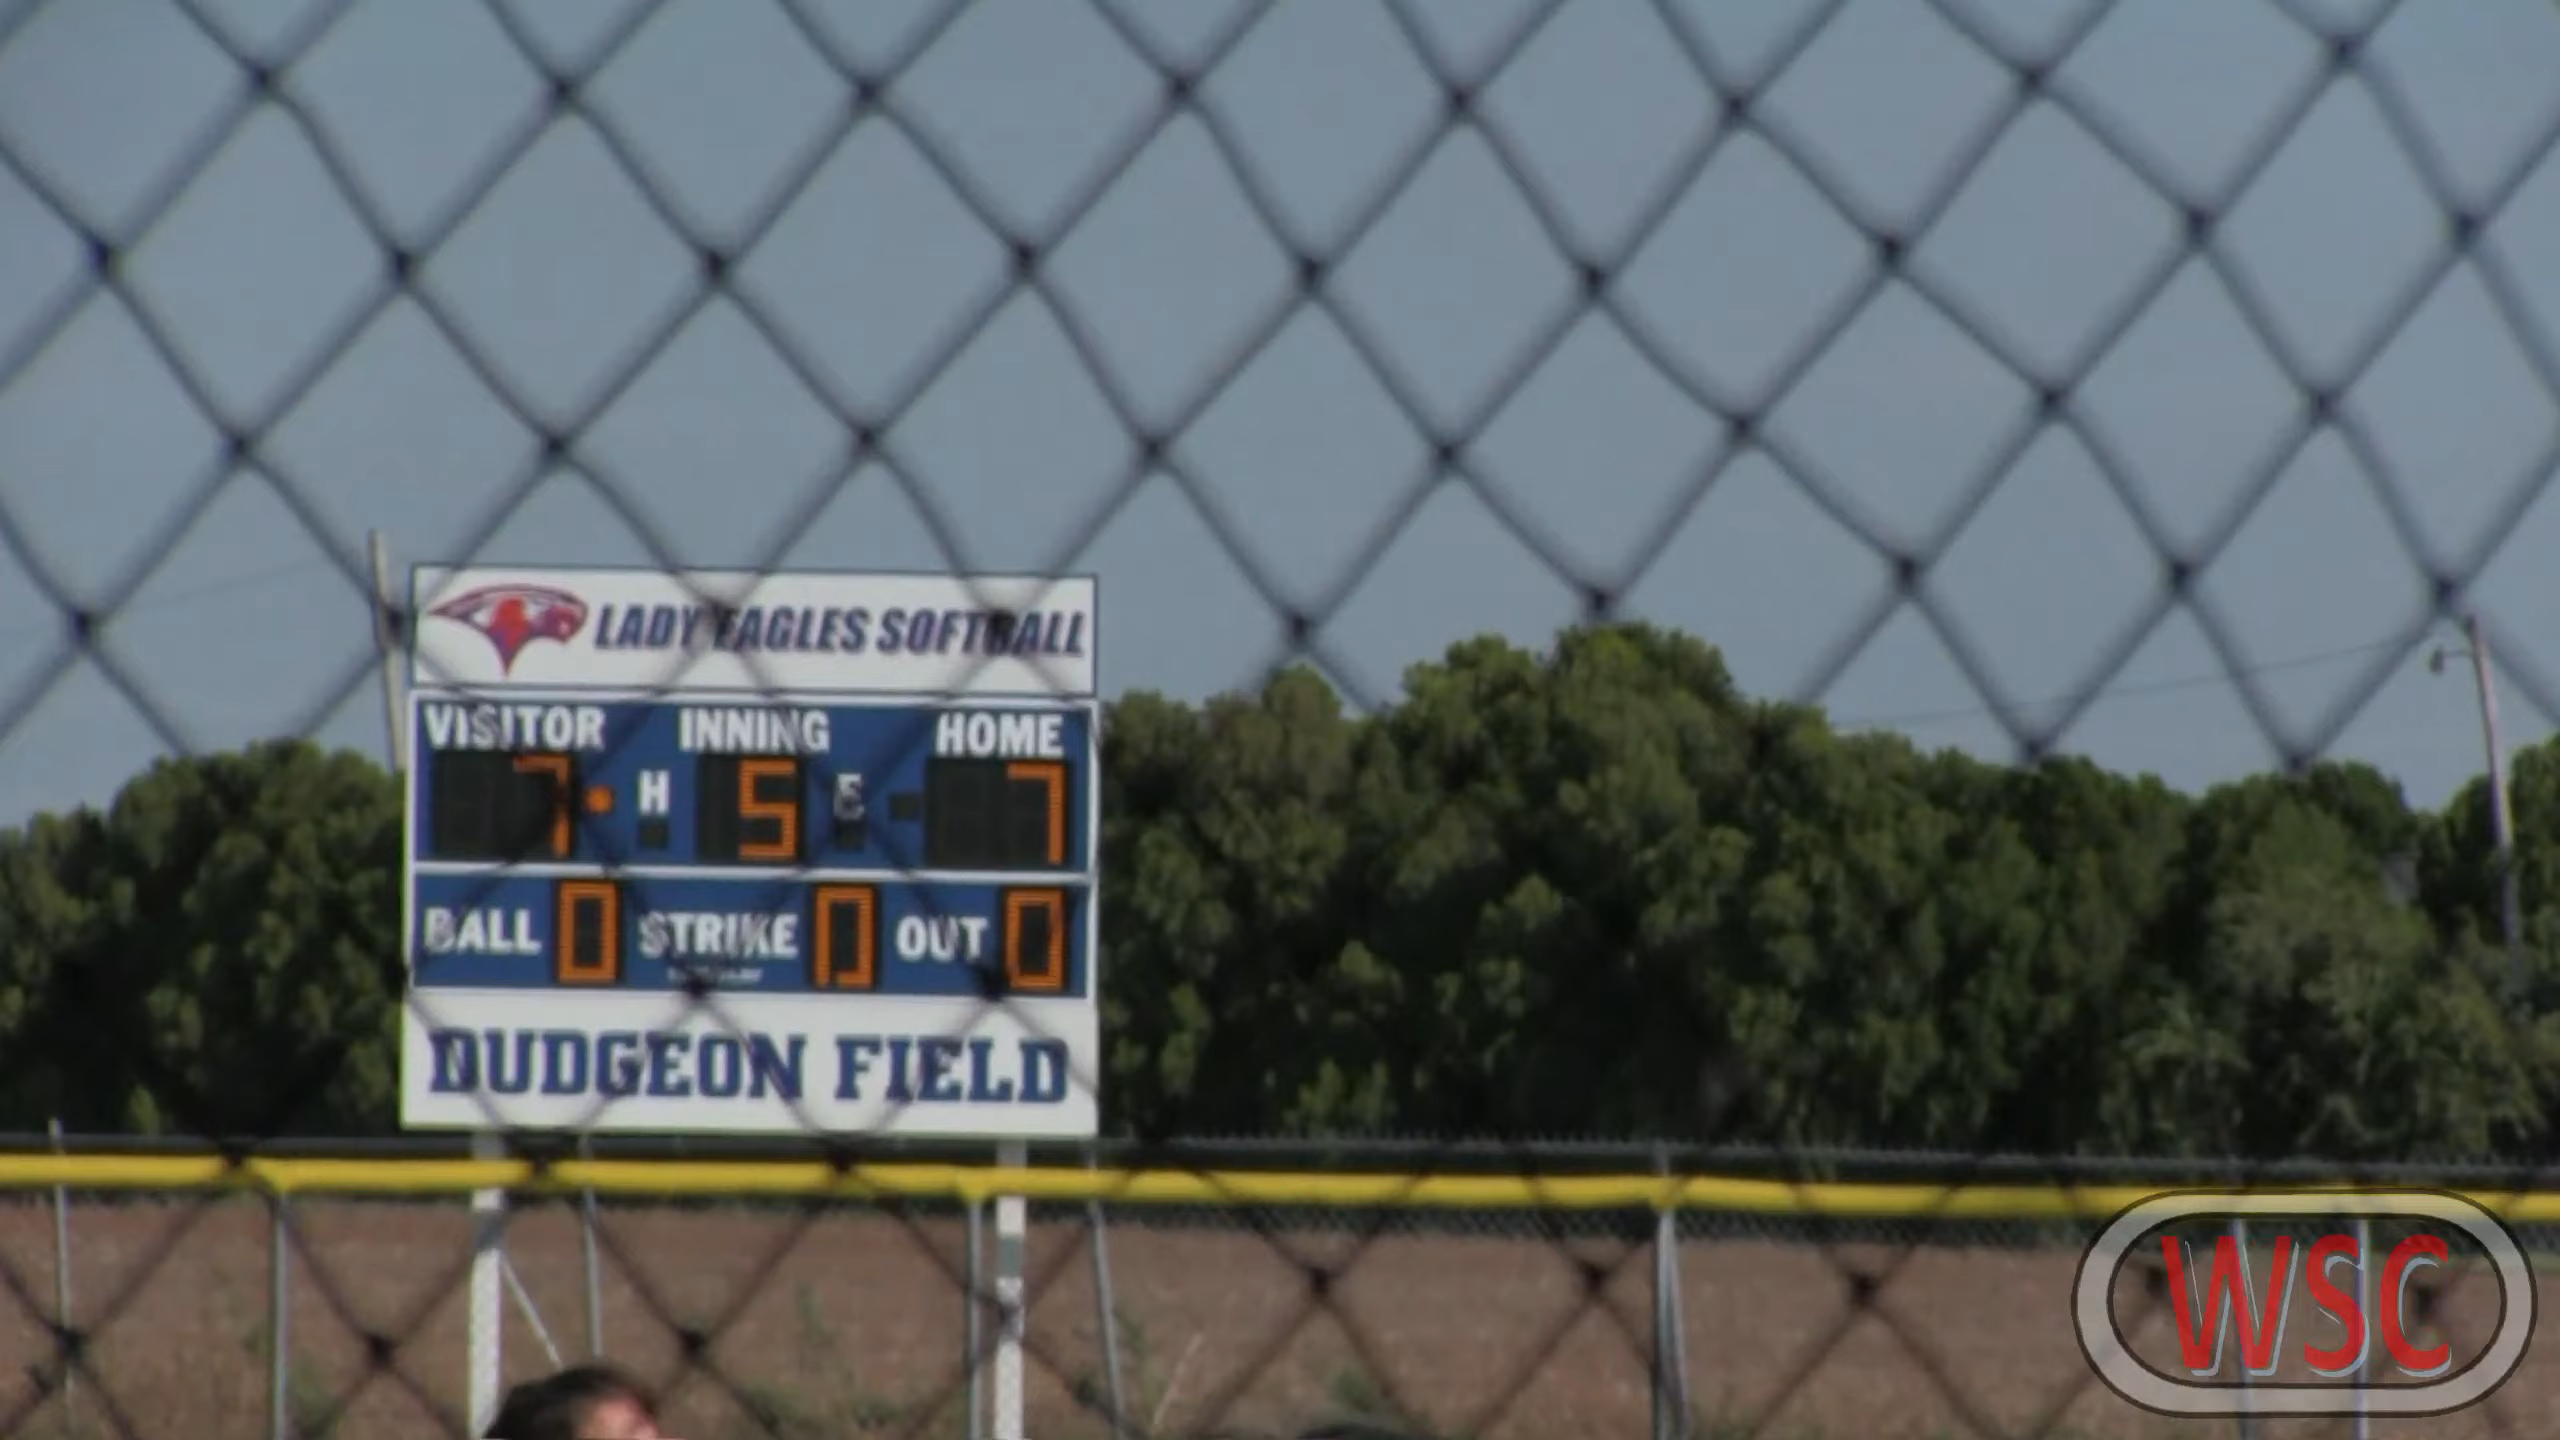 LADY EAGLES SOFTBALL
VISITOR INNING HOME
7 H 5 E 7
BALL 0 STRIKE 0 OUT 0
DUDGEON FIELD
WSC